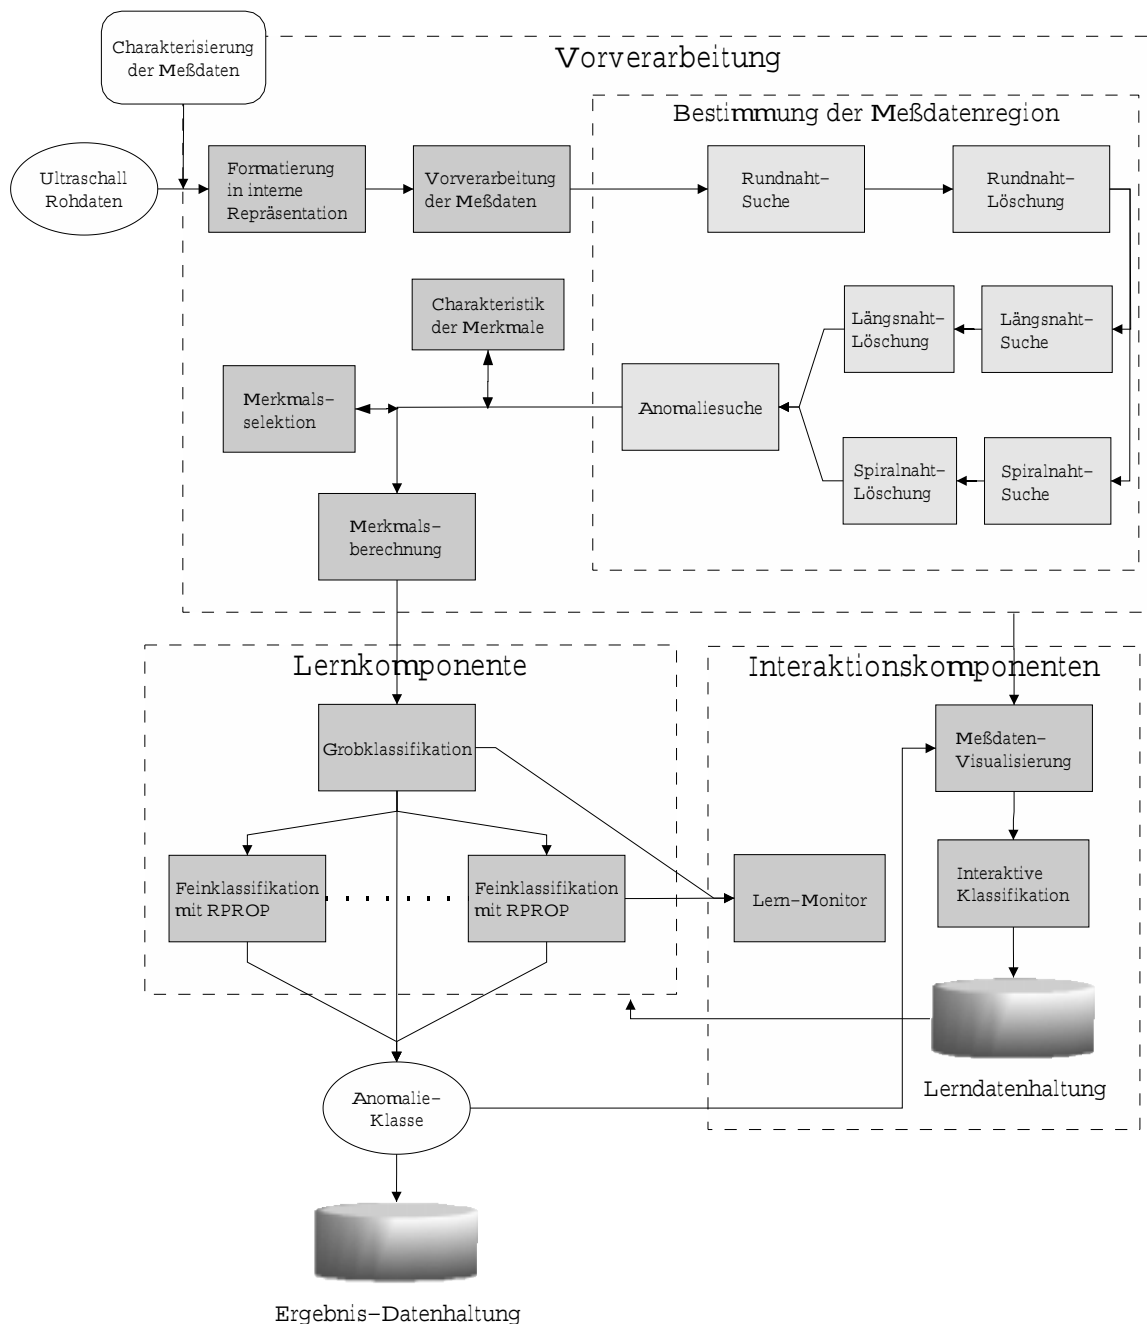 Charakterisierung
der Meßdaten
Vorverarbeitung
Bestimmung der Meßdatenregion
Ultraschall
Rohdaten
Formatierung
in interne
Repräsentation
Vorverarbeitung
der Meßdaten
Rundnaht-
Suche
Rundnaht-
Löschung
Charakteristik
der Merkmale
Längsnaht-
Löschung
Längsnaht-
Suche
Merkmals-
selektion
Anomaliesuche
Spiralnaht-
Löschung
Spiralnaht-
Suche
Merkmals-
berechnung
Lernkomponente
Interaktionskomponenten
Grobklassifikation
Meßdaten-
Visualisierung
Feinklassifikation
mit RPROP
Feinklassifikation
mit RPROP
Lern-Monitor
Interaktive
Klassifikation
Lerndatenhaltung
Anomalie-
Klasse
Ergebnis-Datenhaltung